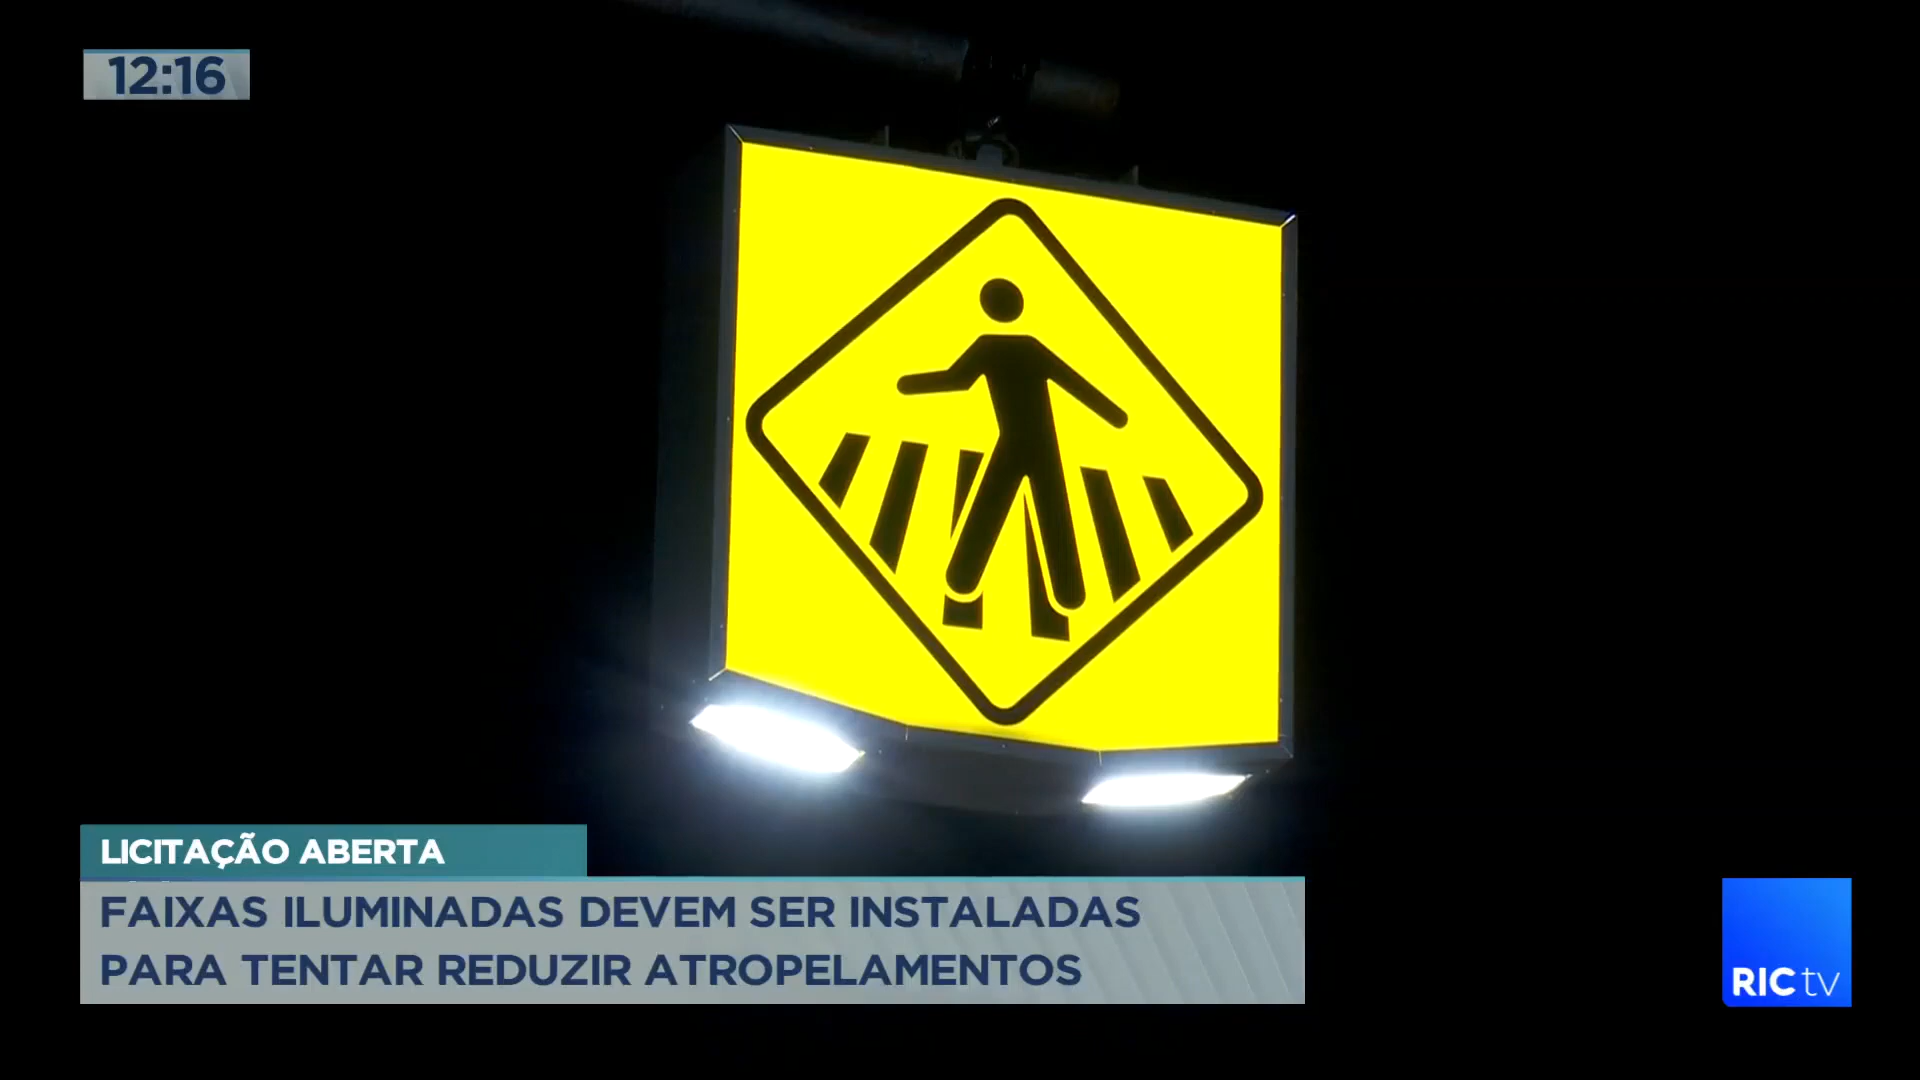 12:16
LICITAÇÃO ABERTA
FAIXAS ILUMINADAS DEVEM SER INSTALADAS
PARA TENTAR REDUZIR ATROPELAMENTOS
RIC tv